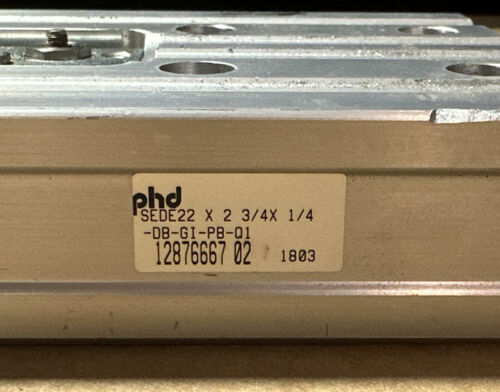 phd
SEDE22 X 2 3/4X 1/4
-DB-GI-PB-Q1
12876667 02 1803